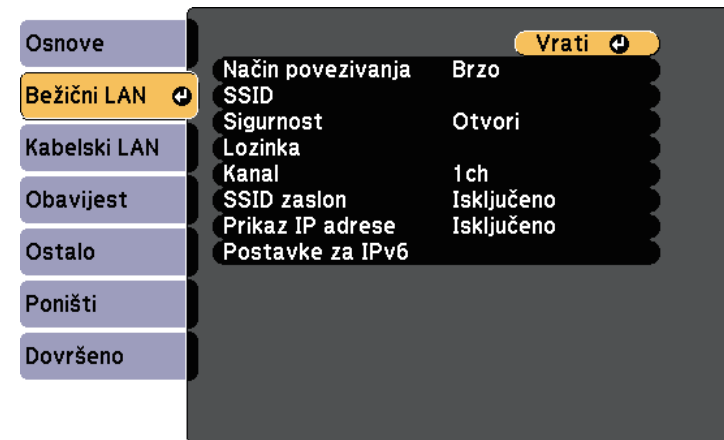 Osnove
Bežični LAN
Kabelski LAN
Obavijest
Ostalo
Poništi
Dovršeno
Vrati
Način povezivanja Brzo
SSID
Sigurnost Otvori
Lozinka
Kanal 1ch
SSID zaslon Isključeno
Prikaz IP adrese Isključeno
Postavke za IPv6